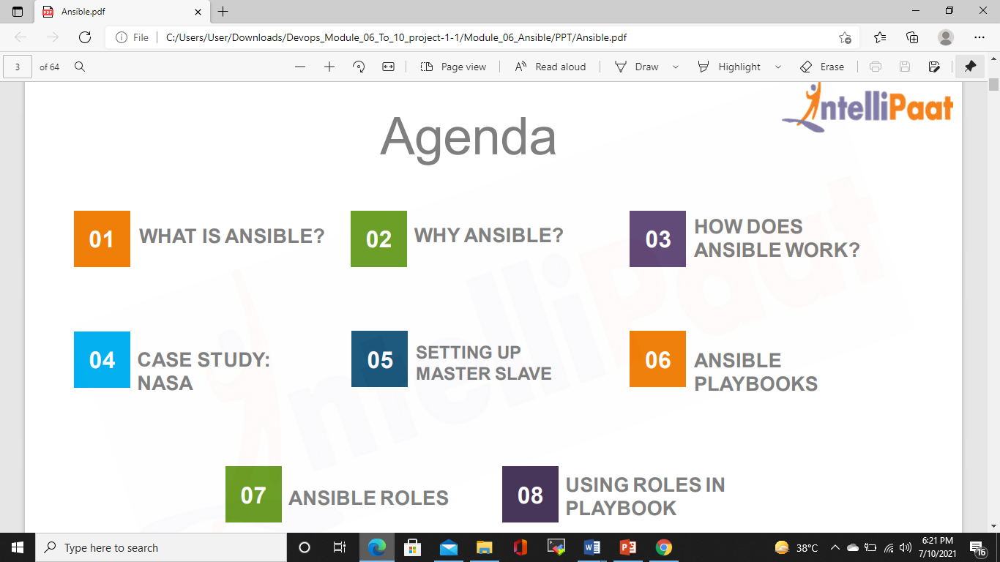 Ansible.pdf
File
C:/Users/User/Downloads/Devops_Module_06_To_10_project-1-1/Module_06_Ansible/PPT/Ansible.pdf
3 of 64
Page view
Read aloud
Draw
Highlight
Erase
IntelliPaat
Agenda
01
WHAT IS ANSIBLE?
02
WHY ANSIBLE?
03
HOW DOES
ANSIBLE WORK?
04
CASE STUDY:
NASA
05
SETTING UP
MASTER SLAVE
06
ANSIBLE
PLAYBOOKS
07
ANSIBLE ROLES
08
USING ROLES IN
PLAYBOOK
IntelliPaat
Type here to search
38°C
6:21 PM
7/10/2021
16